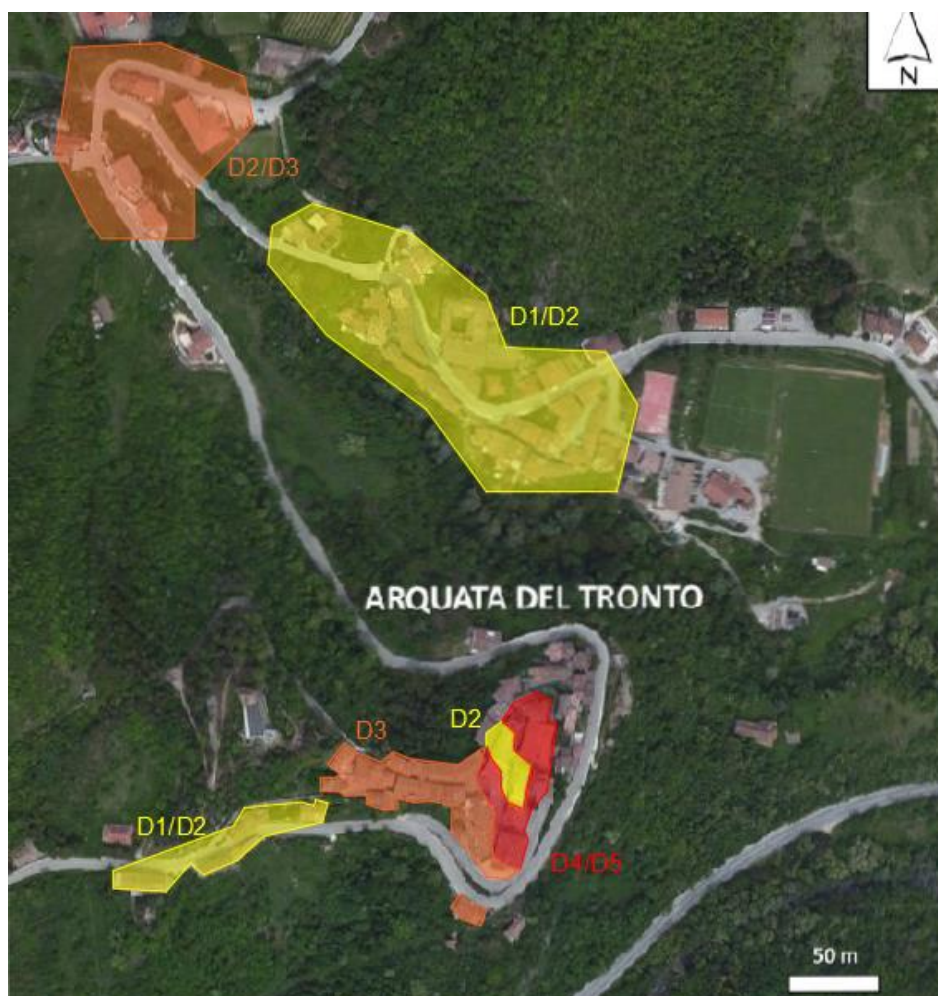 N
D2/D3
D1/D2
ARQUATA DEL TRONTO
D2
D3
D1/D2
D4/D5
50 m